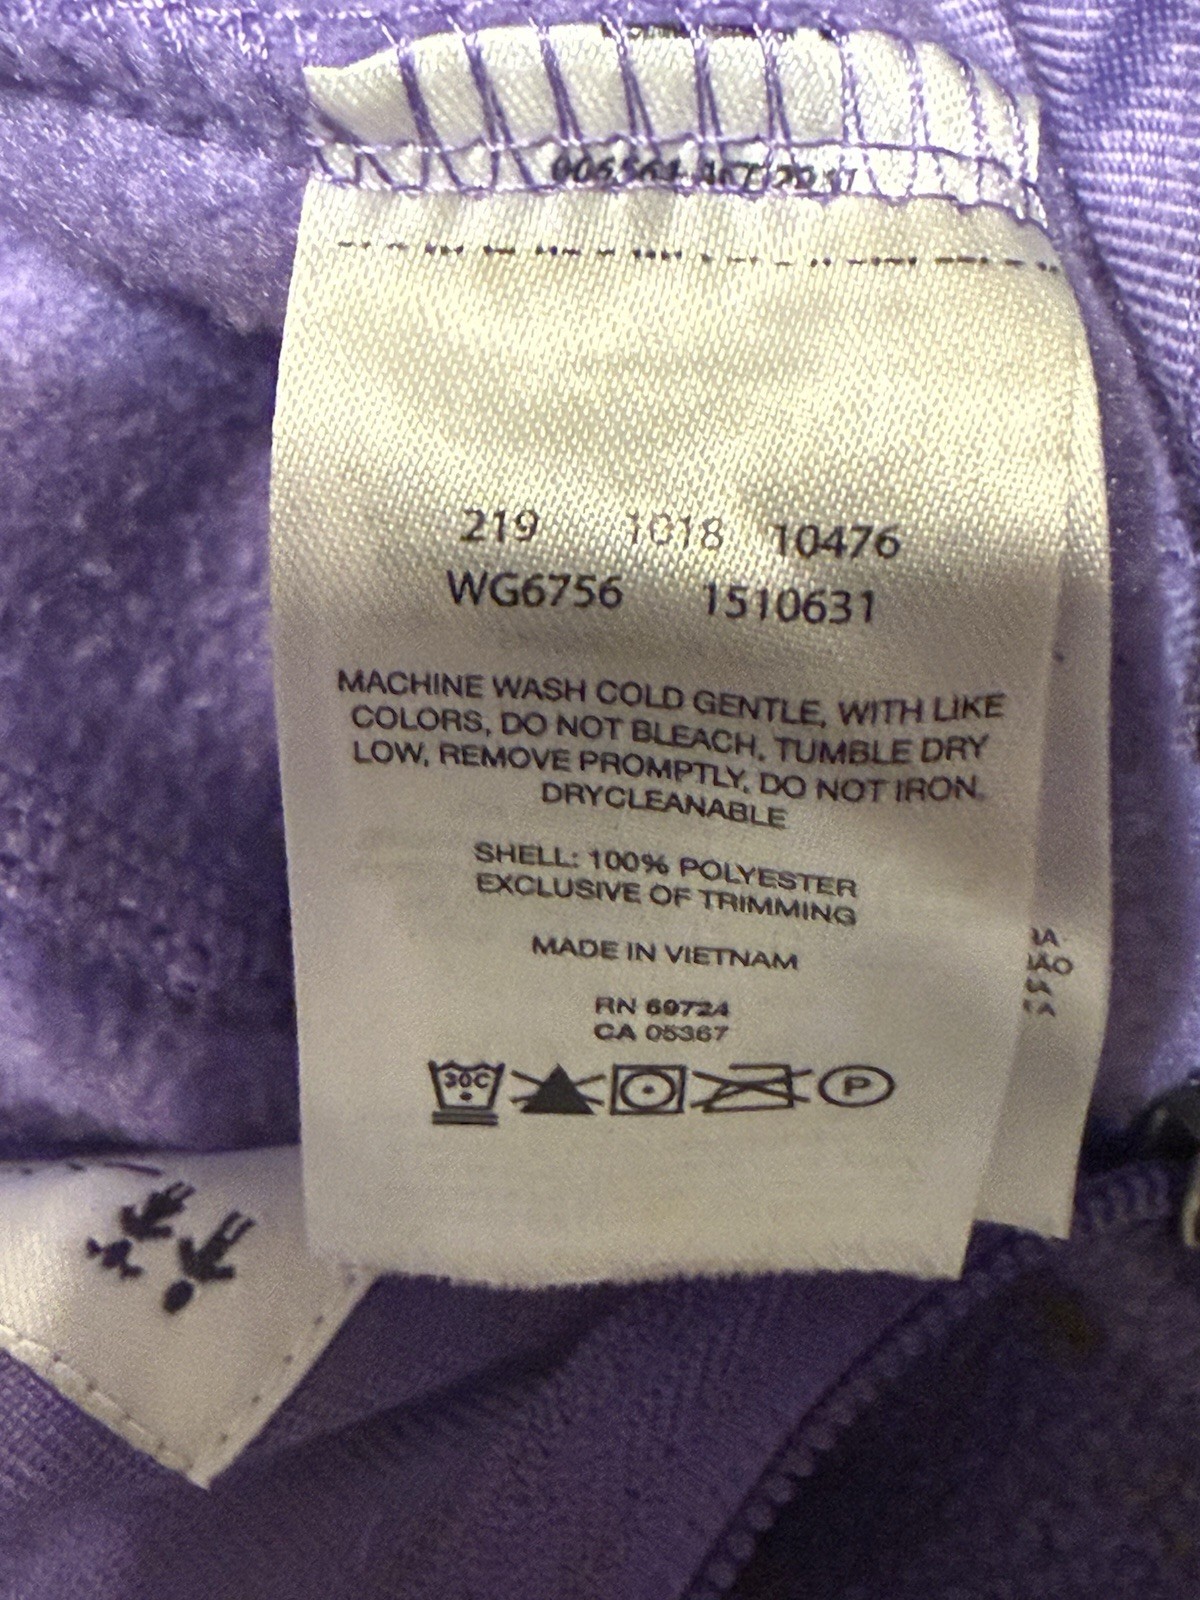 219 1018 10476
WG6756 1510631
MACHINE WASH COLD GENTLE, WITH LIKE
COLORS, DO NOT BLEACH, TUMBLE DRY
LOW, REMOVE PROMPTLY, DO NOT IRON.
DRYCLEANABLE
SHELL: 100% POLYESTER
EXCLUSIVE OF TRIMMING
MADE IN VIETNAM
RN 69724
CA 05367
30C P